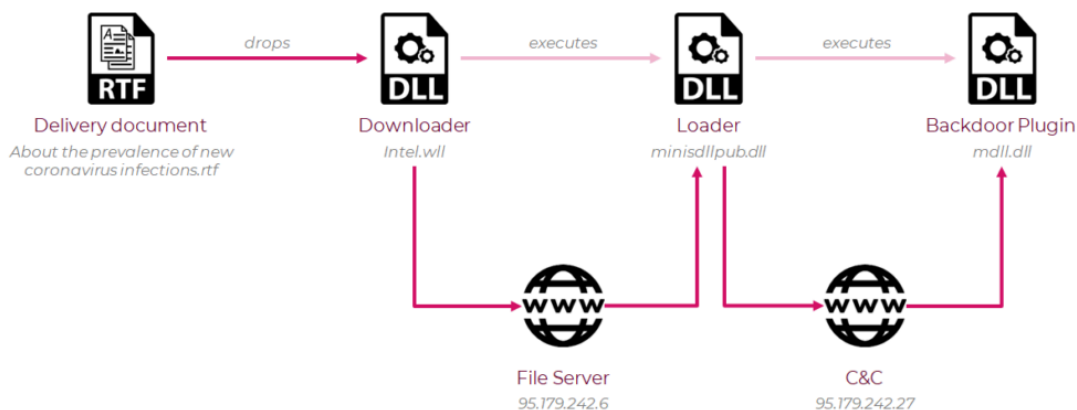 drops
executes
executes
RTF
DLL
DLL
DLL
Delivery document
Downloader
Loader
Backdoor Plugin
About the prevalence of new
coronavirus infections.rtf
Intel.wll
minisdllpub.dll
mdll.dll
WWW
WWW
File Server
C&C
95.179.242.6
95.179.242.27